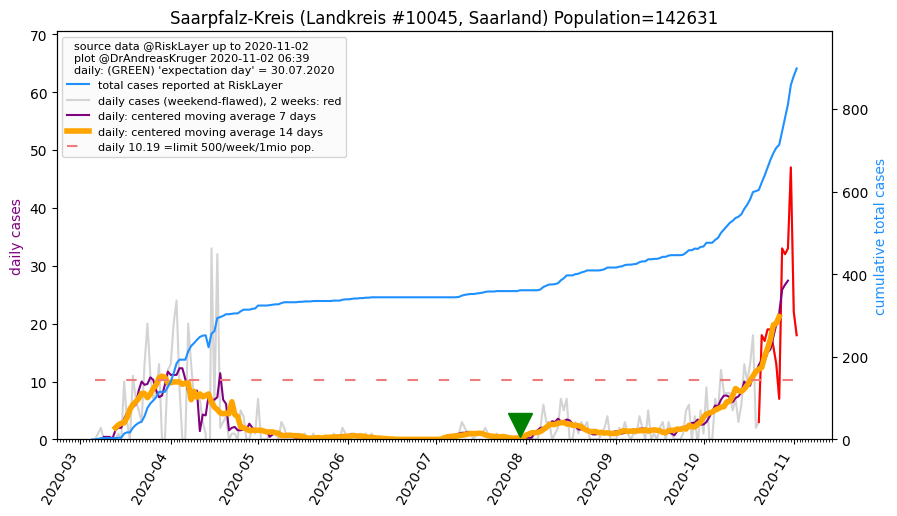 Saarpfalz-Kreis (Landkreis #10045, Saarland) Population=142631
source data @RiskLayer up to 2020-11-02
plot @DrAndreasKruger 2020-11-02 06:39
daily: (GREEN) 'expectation day' = 30.07.2020
total cases reported at RiskLayer
daily cases (weekend-flawed), 2 weeks: red
daily: centered moving average 7 days
daily: centered moving average 14 days
daily 10.19 =limit 500/week/1mio pop.
daily cases
70
60
50
40
30
20
10
0
cumulative total cases
800
600
400
200
0
2020-03
2020-04
2020-05
2020-06
2020-07
2020-08
2020-09
2020-10
2020-11